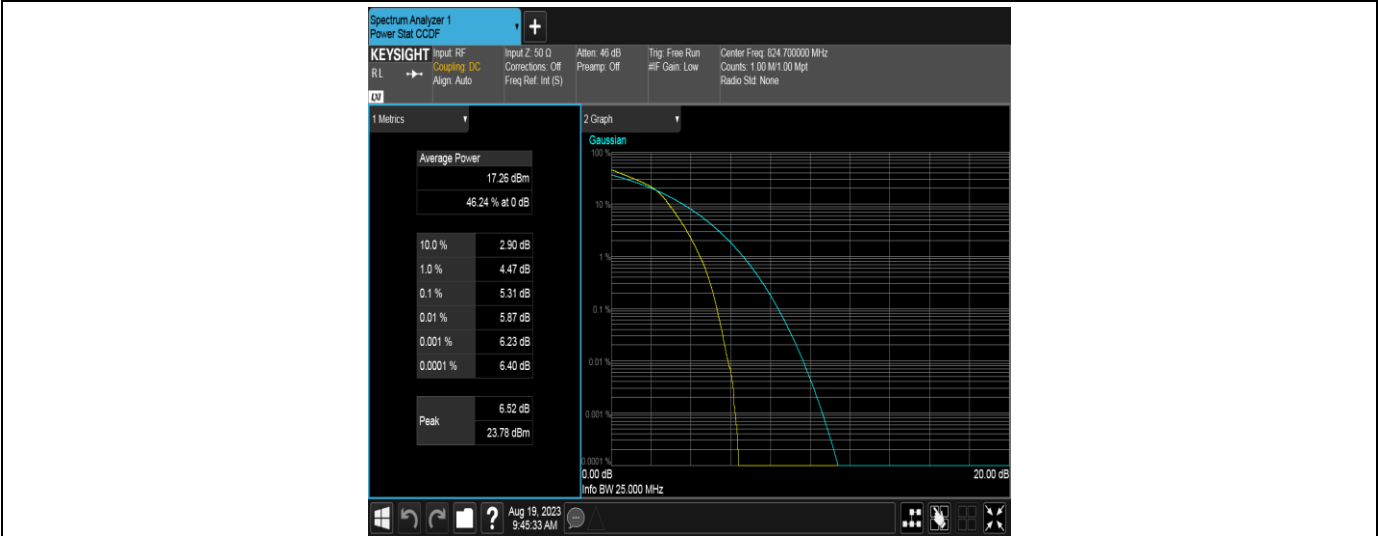 Spectrum Analyzer 1
Power Stat CCDF
+
KEYSIGHT
RL
LXI
Input: RF
Coupling: DC
Align: Auto
Input Z: 50 Ω
Corrections: Off
Freq Ref: Int (S)
Atten: 46 dB
Preamp: Off
Trig: Free Run
#IF Gain: Low
Center Freq: 824.700000 MHz
Counts: 1.00 M/1.00 Mpt
Radio Std: None
1 Metrics
Average Power
17.26 dBm
46.24 % at 0 dB
10.0 % 2.90 dB
1.0 % 4.47 dB
0.1 % 5.31 dB
0.01 % 5.87 dB
0.001 % 6.23 dB
0.0001 % 6.40 dB
Peak
6.52 dB
23.78 dBm
2 Graph
Gaussian
100 %
10 %
1 %
0.1 %
0.01 %
0.001 %
0.0001 %
0.00 dB 20.00 dB
Info BW 25.000 MHz
? Aug 19, 2023
9:45:33 AM